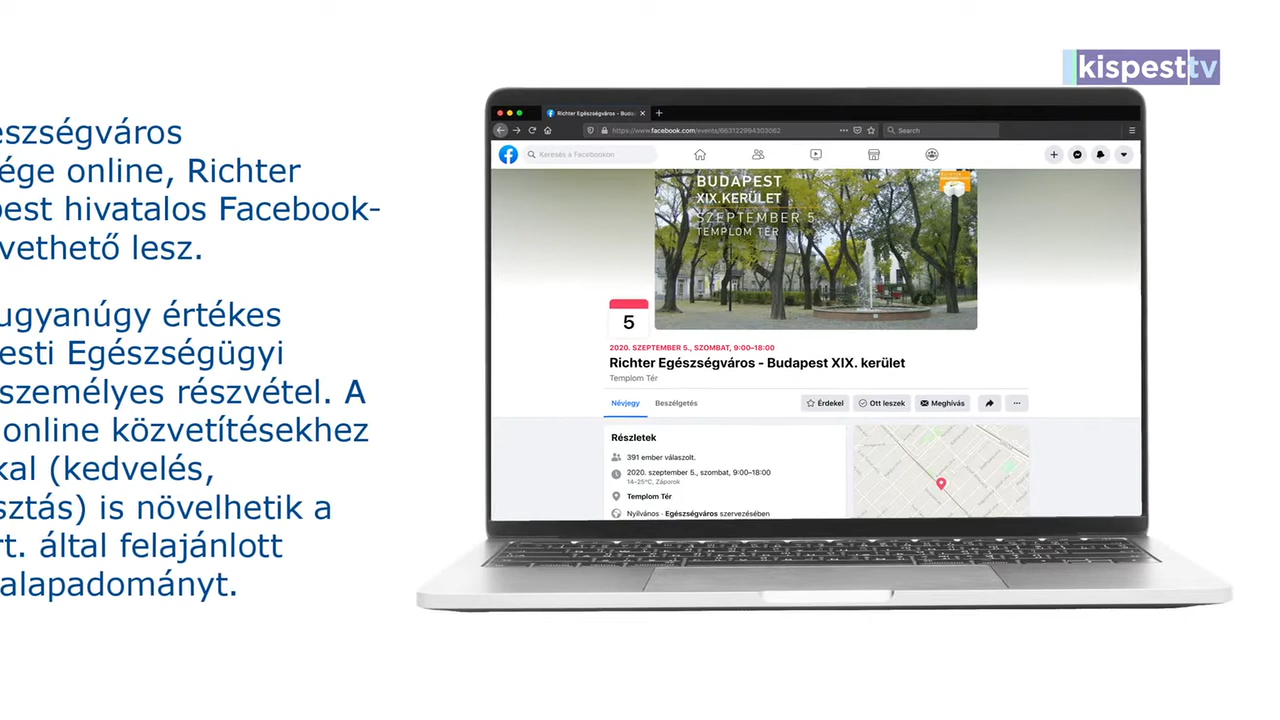 kispesttv
észségváros
ége online, Richter
pest hivatalos Facebook-
vethető lesz.
ugyanúgy értékes
esti Egészségügyi
személyes részvétel. A
online közvetítésekhez
kal (kedvelés,
sztás) is növelhetik a
rt. által felajánlott
alapadományt.
Richter Egészségváros - Buda
https://www.facebook.com/events/663122994303062
Search
Keresés a Facebookon
BUDAPEST
XIX.KERÜLET
SZEPTEMBER 5.
TEMPLOM TÉR
5
2020. SZEPTEMBER 5., SZOMBAT, 9:00–18:00
Richter Egészségváros - Budapest XIX. kerület
Templom Tér
Névjegy Beszélgetés Érdekel Ott leszek Meghívás
Részletek
391 ember válaszolt.
2020. szeptember 5., szombat, 9:00–18:00
14–25°C, Záporok
Templom Tér
Nyilvános · Egészségváros szervezésében